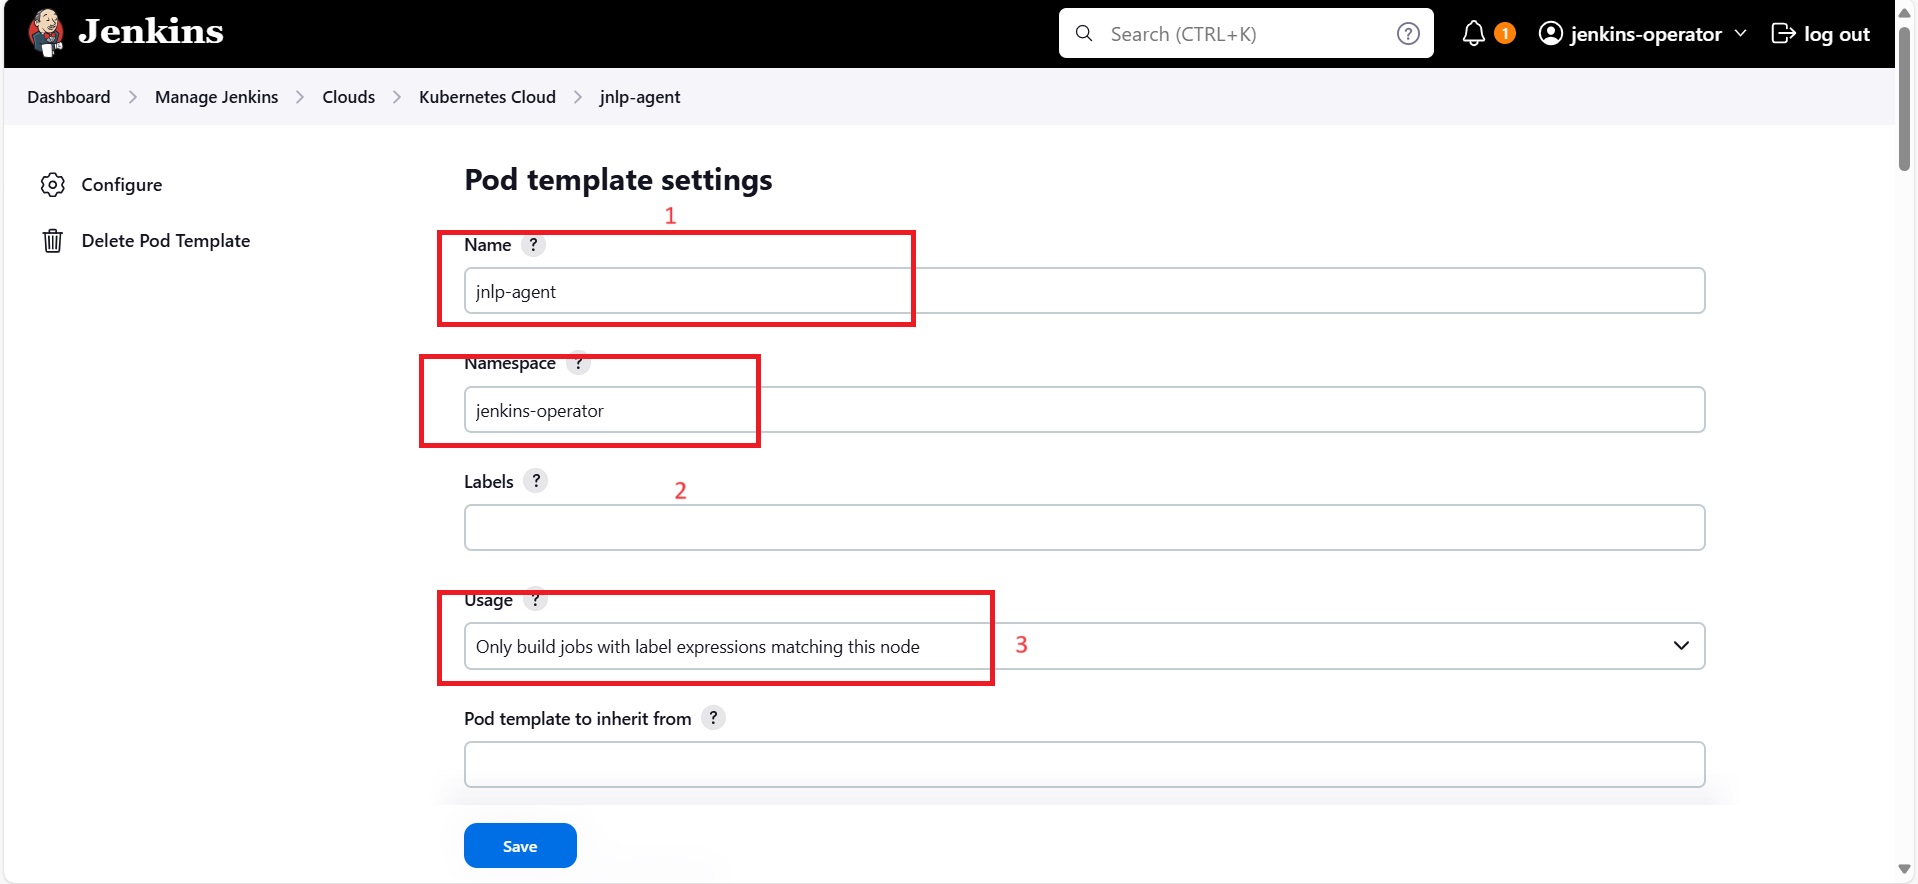 Jenkins
Search (CTRL+K) ?
1
jenkins-operator
log out
Dashboard > Manage Jenkins > Clouds > Kubernetes Cloud > jnlp-agent
Configure
Delete Pod Template
Pod template settings
1
Name ?
jnlp-agent
Namespace ?
jenkins-operator
Labels ?
2
Usage ?
Only build jobs with label expressions matching this node
3
Pod template to inherit from ?
Save